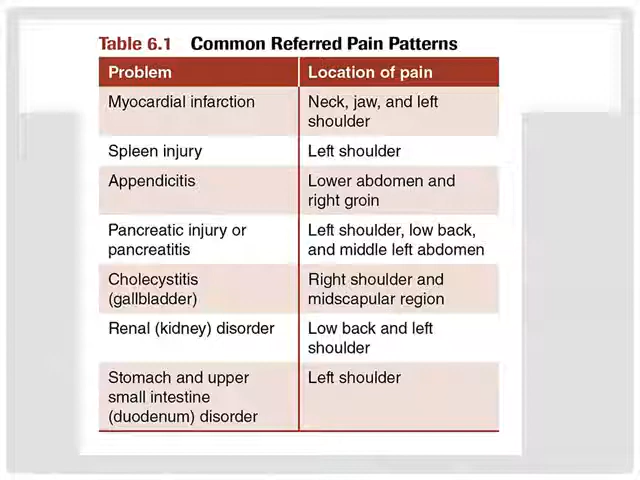 Table 6.1 Common Referred Pain Patterns
Problem Location of pain
Myocardial infarction Neck, jaw, and left
shoulder
Spleen injury Left shoulder
Appendicitis Lower abdomen and
right groin
Pancreatic injury or Left shoulder, low back,
pancreatitis and middle left abdomen
Cholecystitis Right shoulder and
(gallbladder) midscapular region
Renal (kidney) disorder Low back and left
shoulder
Stomach and upper Left shoulder
small intestine
(duodenum) disorder